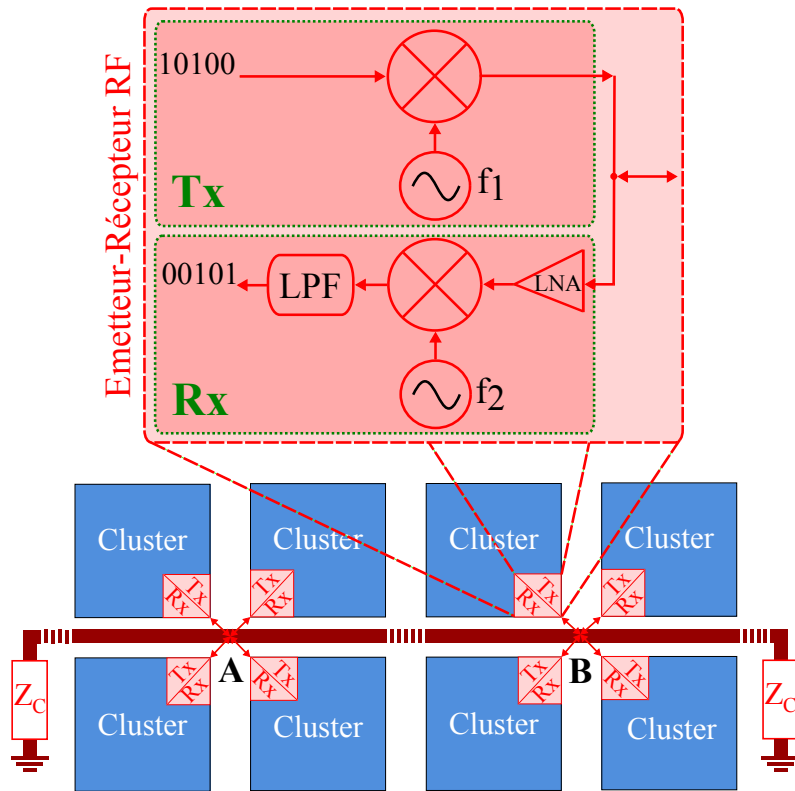 Emetteur-Récepteur RF
10100
f1
Tx
00101
LPF
LNA
f2
Rx
Cluster
Cluster
Cluster
Cluster
Tx
Rx
Tx
Rx
Tx
Rx
Tx
Rx
A
B
Tx
Rx
Tx
Rx
Tx
Rx
Tx
Rx
ZC
Cluster
Cluster
Cluster
Cluster
ZC